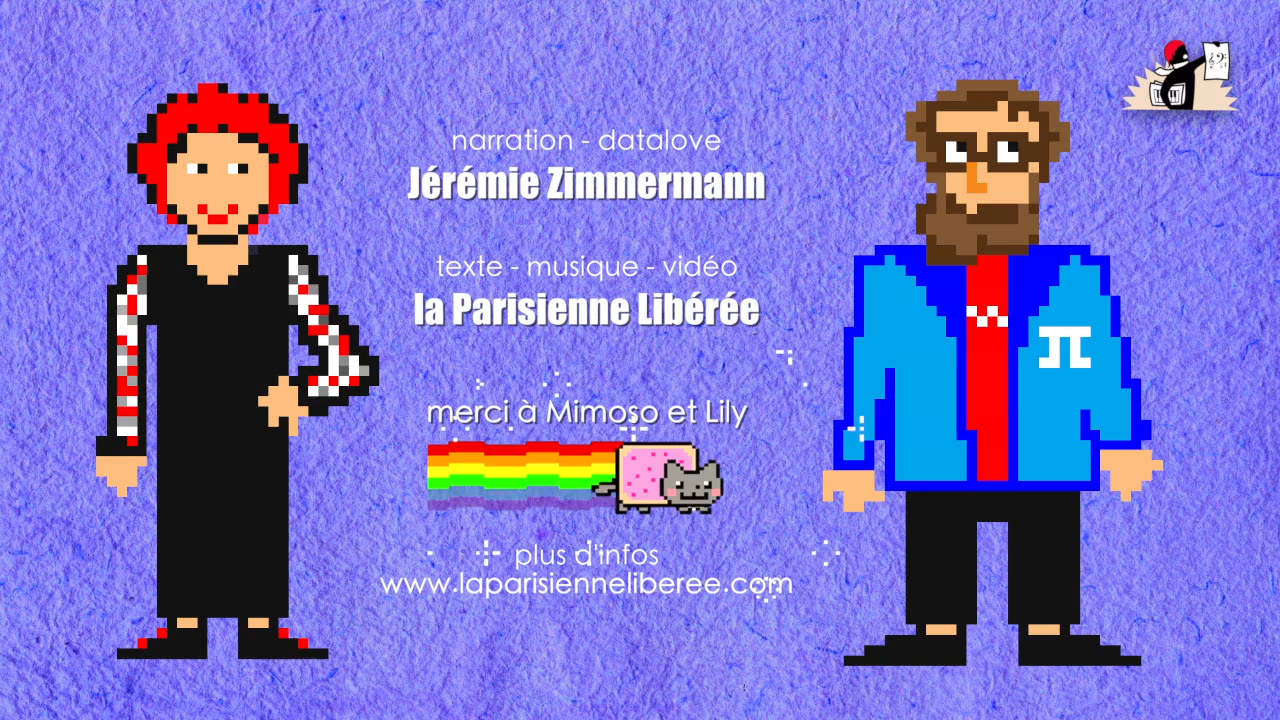 narration - datalove
Jérémie Zimmermann
texte - musique - vidéo
la Parisienne Libérée
merci à Mimoso et Lily
plus d'infos
www.laparisienneliberee.com
π